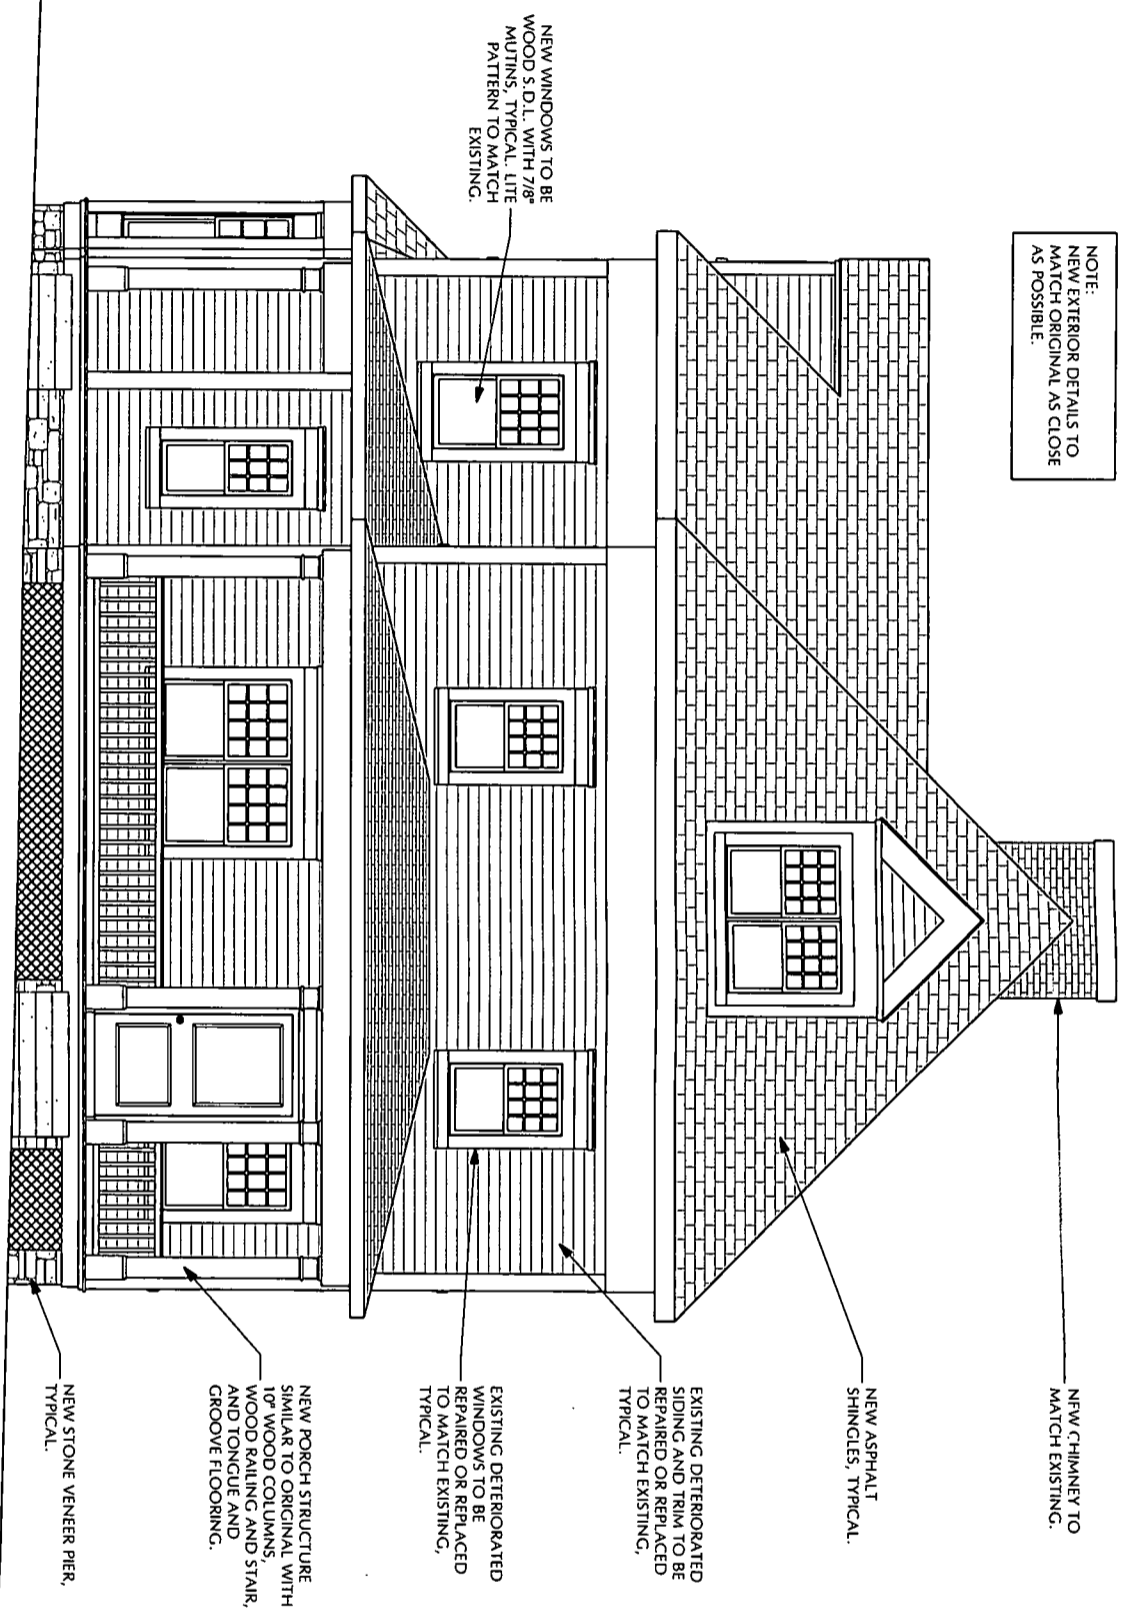 NOTE:
NEW EXTERIOR DETAILS TO
MATCH ORIGINAL AS CLOSE
AS POSSIBLE.
NEW WINDOWS TO BE
WOOD S.D.L. WITH 7/8"
MUTINS, TYPICAL. LITE
PATTERN TO MATCH
EXISTING.
NEW CHIMNEY TO
MATCH EXISTING.
NEW ASPHALT
SHINGLES, TYPICAL.
EXISTING DETERIORATED
SIDING AND TRIM TO BE
REPAIRED OR REPLACED
TO MATCH EXISTING,
TYPICAL.
EXISTING DETERIORATED
WINDOWS TO BE
REPAIRED OR REPLACED
TO MATCH EXISTING,
TYPICAL.
NEW PORCH STRUCTURE
SIMILAR TO ORIGINAL WITH
10" WOOD COLUMNS,
WOOD RAILING AND STAIR,
AND TONGUE AND
GROOVE FLOORING.
NEW STONE VENEER PIER,
TYPICAL.